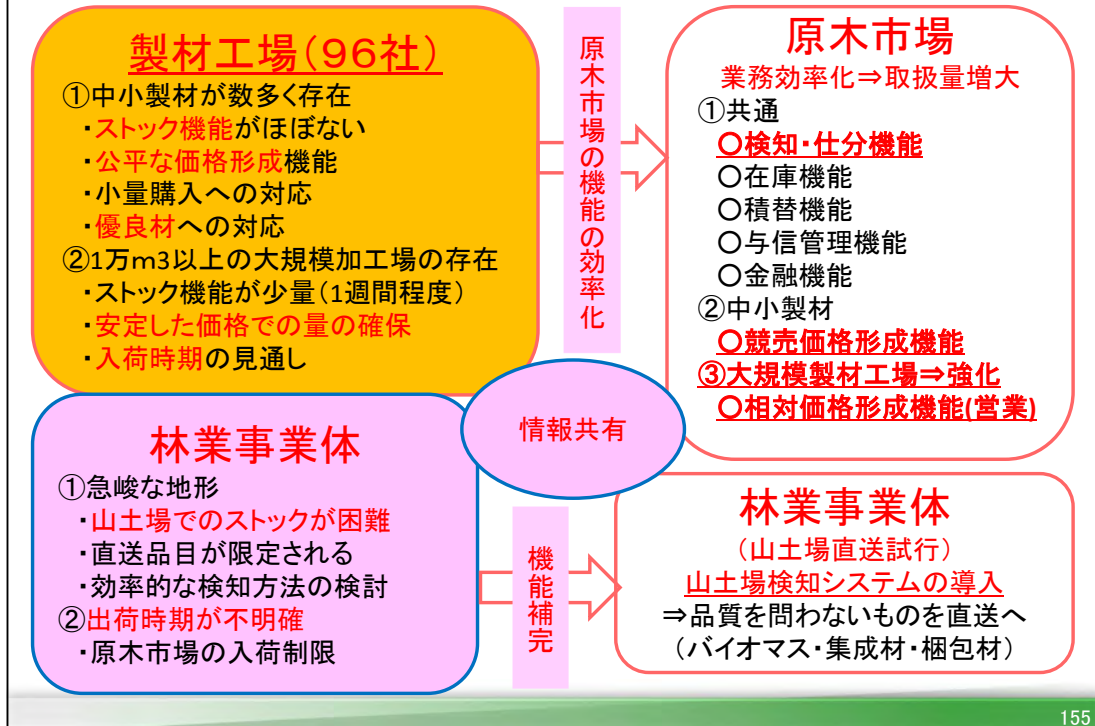 製材工場(96社)
①中小製材が数多く存在
・ストック機能がほぼない
・公平な価格形成機能
・小量購入への対応
・優良材への対応
②1万m3以上の大規模加工場の存在
・ストック機能が少量(1週間程度)
・安定した価格での量の確保
・入荷時期の見通し
原木市場の機能の効率化
原木市場
業務効率化⇒取扱量増大
①共通
〇検知・仕分機能
〇在庫機能
〇積替機能
〇与信管理機能
〇金融機能
②中小製材
〇競売価格形成機能
③大規模製材工場⇒強化
〇相対価格形成機能(営業)
情報共有
林業事業体
①急峻な地形
・山土場でのストックが困難
・直送品目が限定される
・効率的な検知方法の検討
②出荷時期が不明確
・原木市場の入荷制限
機能補完
林業事業体
(山土場直送試行)
山土場検知システムの導入
⇒品質を問わないものを直送へ
(バイオマス・集成材・梱包材)
155